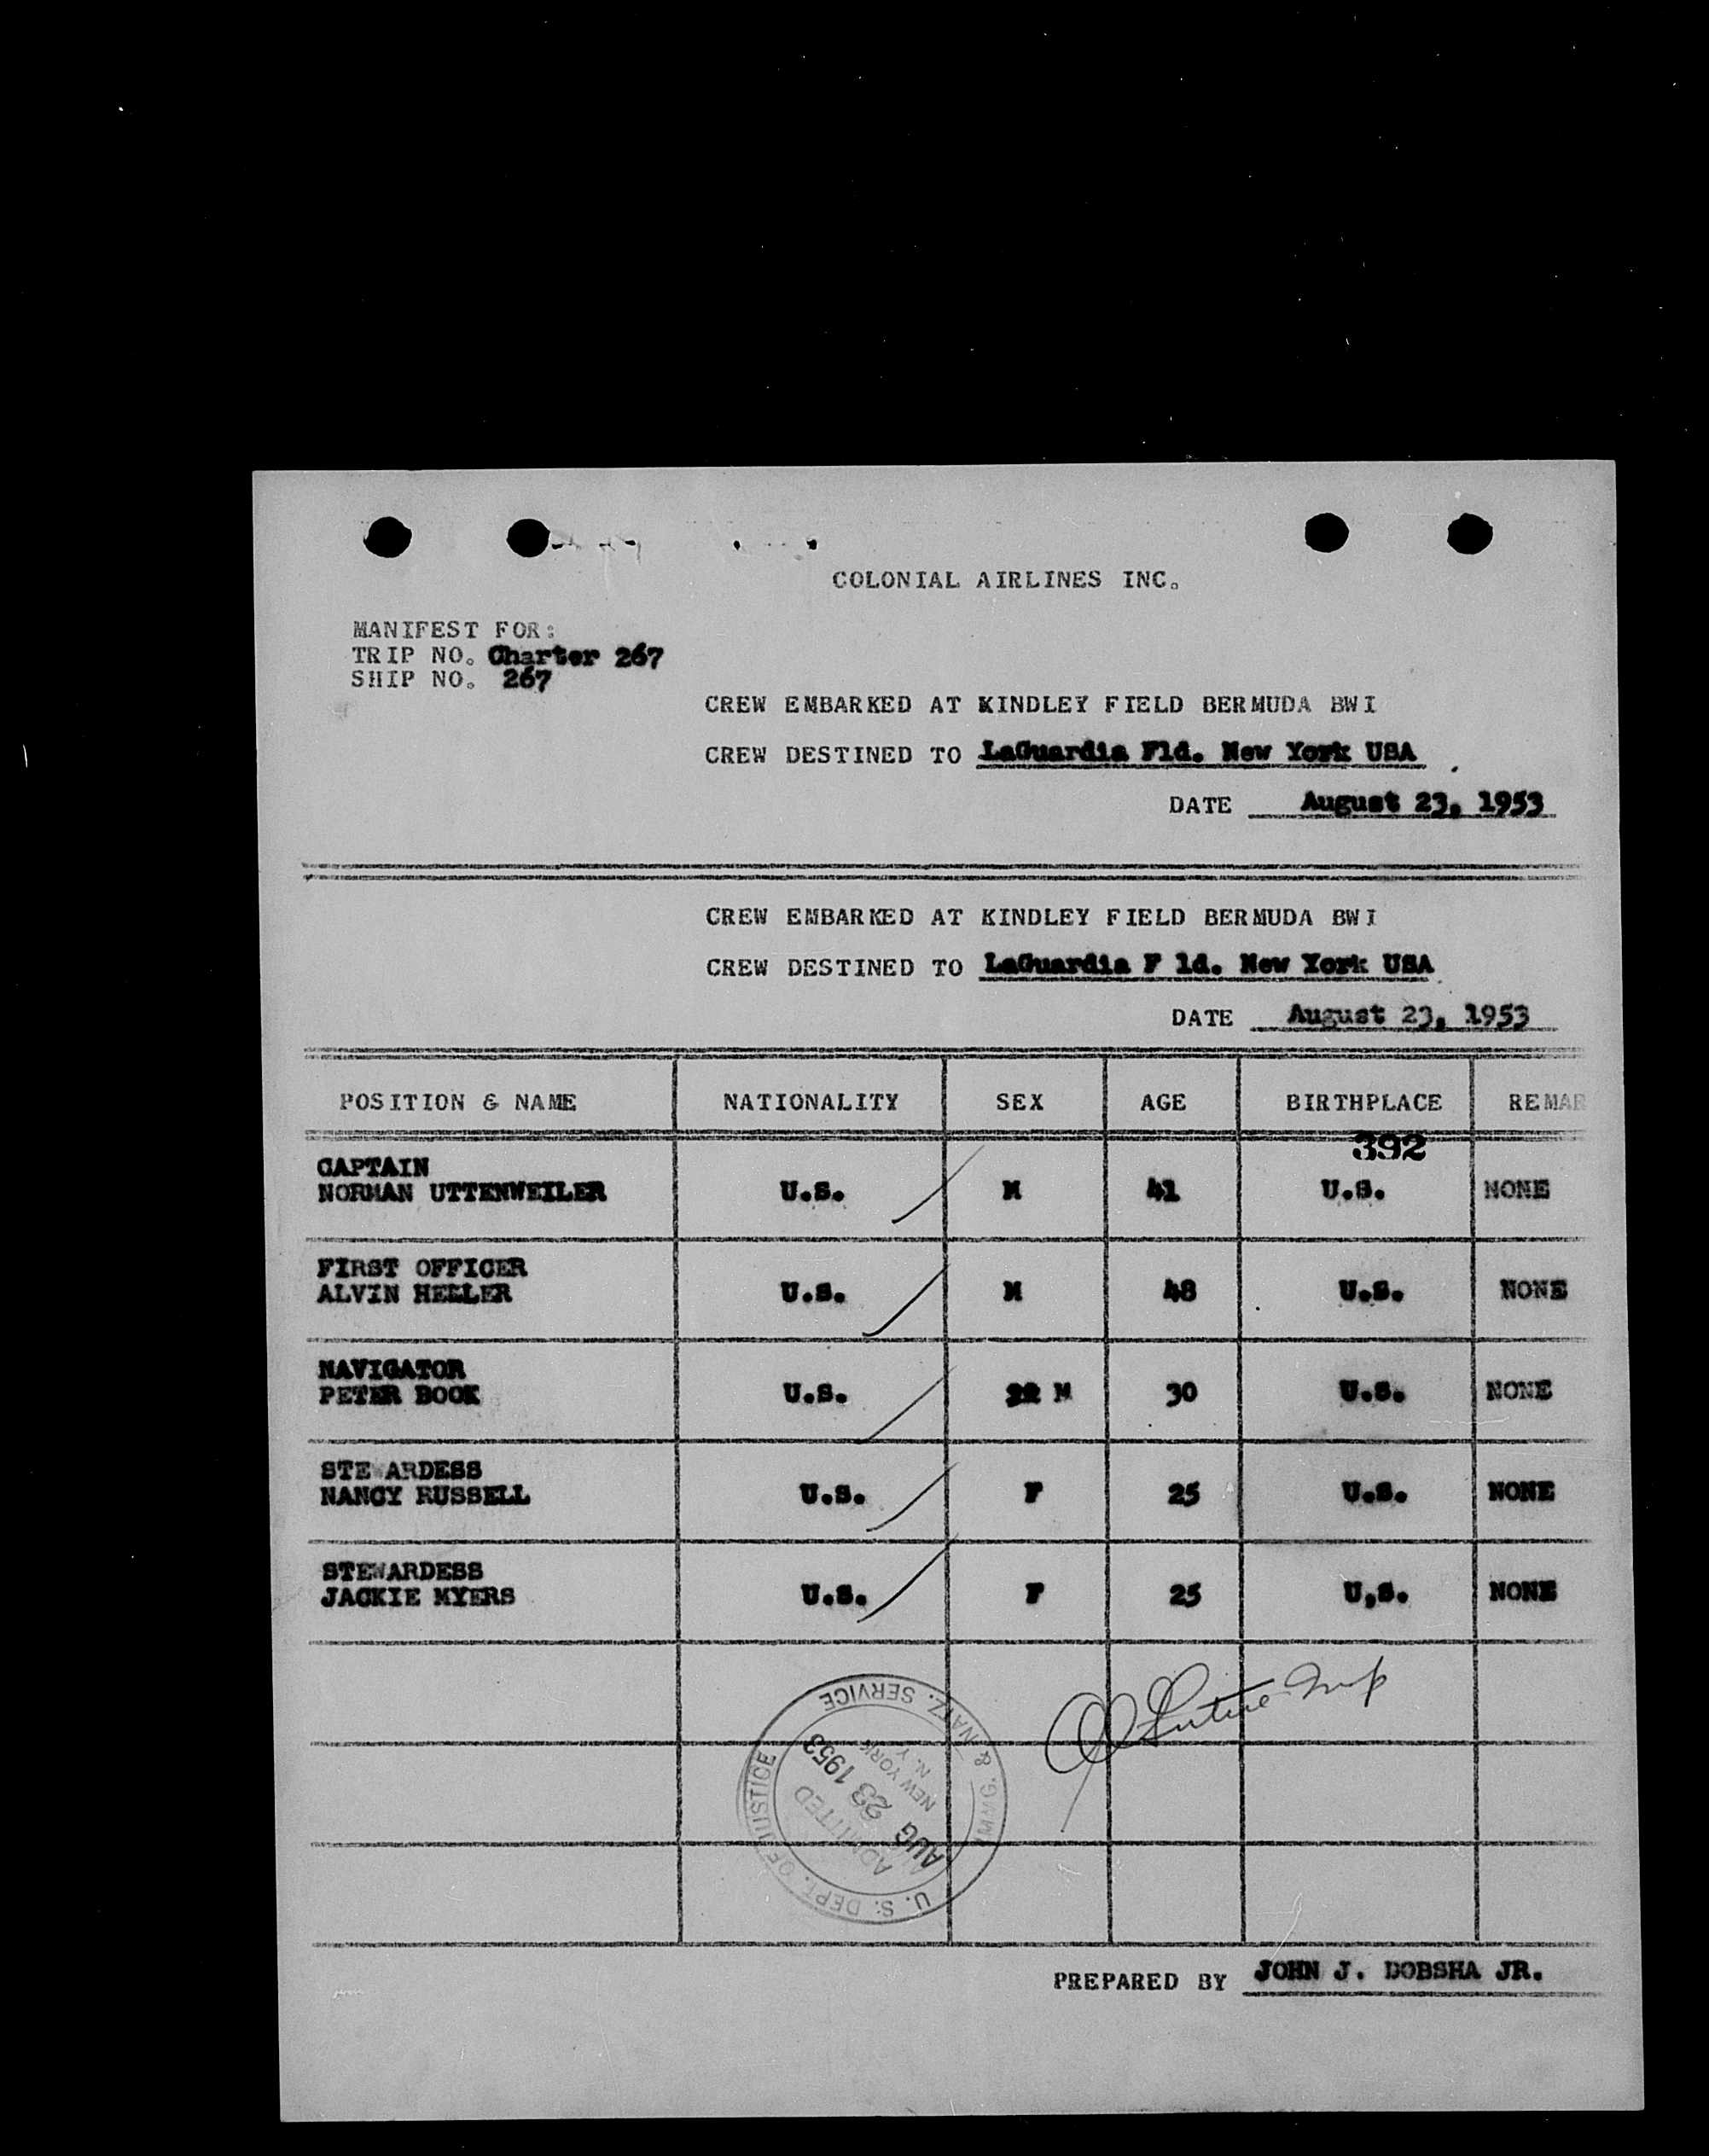 COLONIAL AIRLINES INC.
MANIFEST FOR:
TRIP NO. Charter 267
SHIP NO. 267
CREW EMBARKED AT KINDLEY FIELD BERMUDA BWI
CREW DESTINED TO LaGuardia Fld. New York USA
DATE August 23, 1953
CREW EMBARKED AT KINDLEY FIELD BERMUDA BWI
CREW DESTINED TO LaGuardia F ld. New York USA
DATE August 23, 1953
POSITION & NAME NATIONALITY SEX AGE BIRTHPLACE REMAR
392
CAPTAIN
NORMAN UTTENWEILER U.S. M 41 U.S. NONE
FIRST OFFICER
ALVIN HELLER U.S. M 48 U.S. NONE
NAVIGATOR
PETER BOOK U.S. M 30 U.S. NONE
STEWARDESS
NANCY RUSSELL U.S. F 25 U.S. NONE
STEWARDESS
JACKIE MYERS U.S. F 25 U,S. NONE
U. S. DEPT. OF JUSTICE
IMMG. & NATZ. SERVICE
ADMITTED
AUG 23 1953
NEW YORK
N. Y.
PREPARED BY JOHN J. DOBSHA JR.